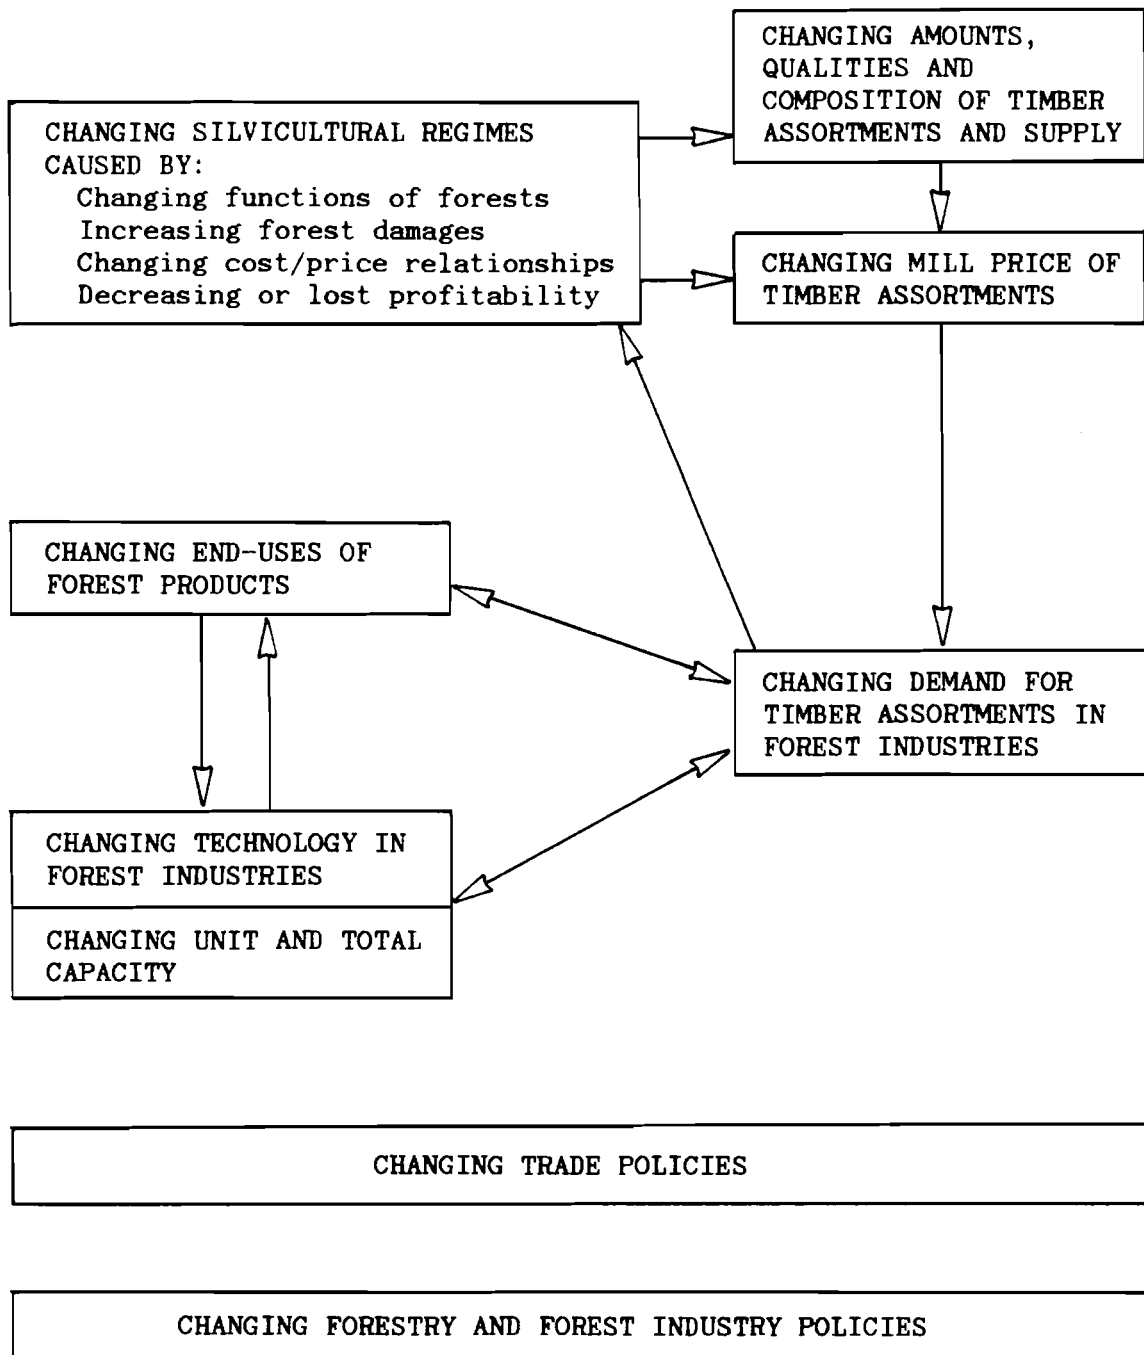 CHANGING AMOUNTS,
QUALITIES AND
COMPOSITION OF TIMBER
ASSORTMENTS AND SUPPLY
CHANGING SILVICULTURAL REGIMES
CAUSED BY:
Changing functions of forests
Increasing forest damages
Changing cost/price relationships
Decreasing or lost profitability
CHANGING MILL PRICE OF
TIMBER ASSORTMENTS
CHANGING END-USES OF
FOREST PRODUCTS
CHANGING DEMAND FOR
TIMBER ASSORTMENTS IN
FOREST INDUSTRIES
CHANGING TECHNOLOGY IN
FOREST INDUSTRIES
CHANGING UNIT AND TOTAL
CAPACITY
CHANGING TRADE POLICIES
CHANGING FORESTRY AND FOREST INDUSTRY POLICIES